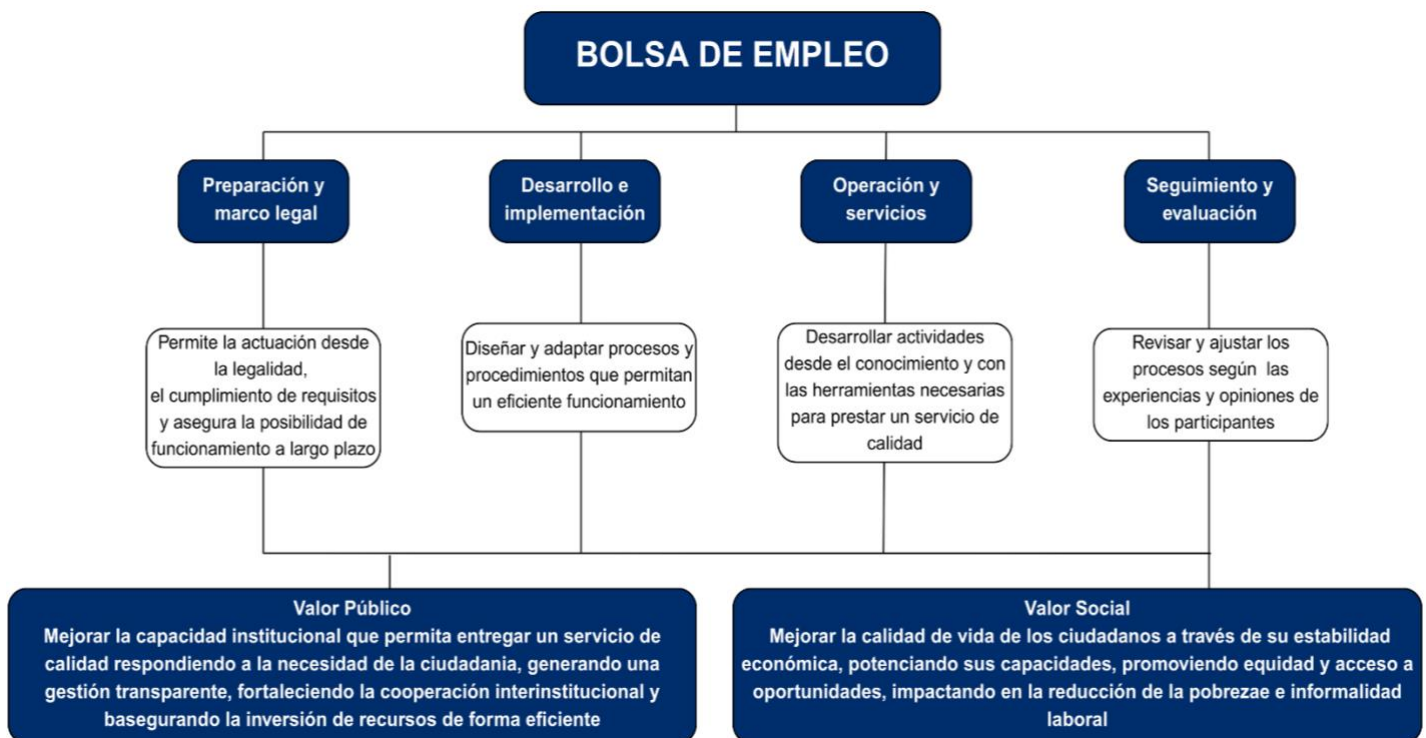 BOLSA DE EMPLEO
Preparación y
marco legal
Desarrollo e
implementación
Operación y
servicios
Seguimiento y
evaluación
Permite la actuación desde
la legalidad,
el cumplimiento de requisitos
y asegura la posibilidad de
funcionamiento a largo plazo
Diseñar y adaptar procesos y
procedimientos que permitan
un eficiente funcionamiento
Desarrollar actividades
desde el conocimiento y con
las herramientas necesarias
para prestar un servicio de
calidad
Revisar y ajustar los
procesos según las
experiencias y opiniones de
los participantes
Valor Público
Mejorar la capacidad institucional que permita entregar un servicio de
calidad respondiendo a la necesidad de la ciudadania, generando una
gestión transparente, fortaleciendo la cooperación interinstitucional y
basegurando la inversión de recursos de forma eficiente
Valor Social
Mejorar la calidad de vida de los ciudadanos a través de su estabilidad
económica, potenciando sus capacidades, promoviendo equidad y acceso a
oportunidades, impactando en la reducción de la pobrezae e informalidad
laboral